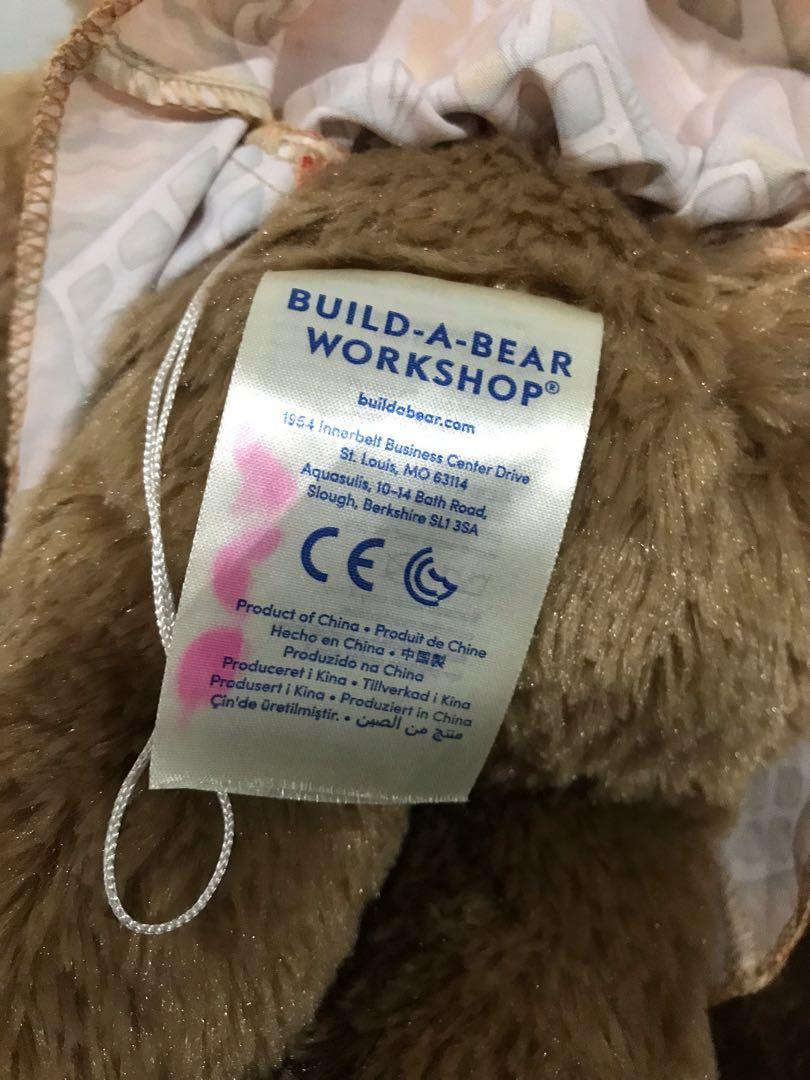 BUILD-A-BEAR
WORKSHOP®
buildabear.com
1954 Innerbelt Business Center Drive
St. Louis, MO 63114
Aquasulis, 10-14 Bath Road,
Slough, Berkshire SL1 3SA
CE
Product of China • Produit de Chine
Hecho en China • 中国製
Produzido na China
Produceret i Kina • Tillverkad i Kina
Produsert i Kina • Produziert in China
Çin'de üretilmiştir. • منتج من الصين